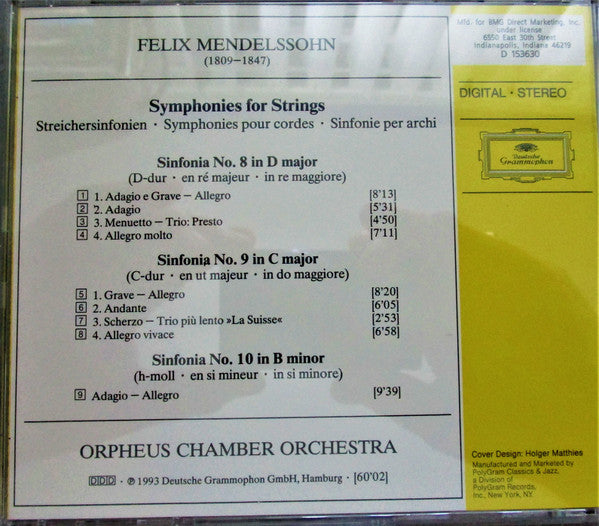 FELIX MENDELSSOHN
(1809–1847)
Symphonies for Strings
Streichersinfonien · Symphonies pour cordes · Sinfonie per archi
Sinfonia No. 8 in D major
(D-dur · en ré majeur · in re maggiore)
1 1. Adagio e Grave – Allegro [8'13]
2 2. Adagio [5'31]
3 3. Menuetto – Trio: Presto [4'50]
4 4. Allegro molto [7'11]
Sinfonia No. 9 in C major
(C-dur · en ut majeur · in do maggiore)
5 1. Grave – Allegro [8'20]
6 2. Andante [6'05]
7 3. Scherzo – Trio più lento »La Suisse« [2'53]
8 4. Allegro vivace [6'58]
Sinfonia No. 10 in B minor
(h-moll · en si mineur · in si minore)
9 Adagio – Allegro [9'39]
ORPHEUS CHAMBER ORCHESTRA
DDD · ℗ 1993 Deutsche Grammophon GmbH, Hamburg · [60'02]
Mfd. for BMG Direct Marketing, Inc.
under license
6550 East 30th Street
Indianapolis, Indiana 46219
D 153630
DIGITAL · STEREO
Deutsche
Grammophon
Cover Design: Holger Matthies
Manufactured and Marketed by
PolyGram Classics & Jazz,
a Division of
PolyGram Records,
Inc., New York, NY